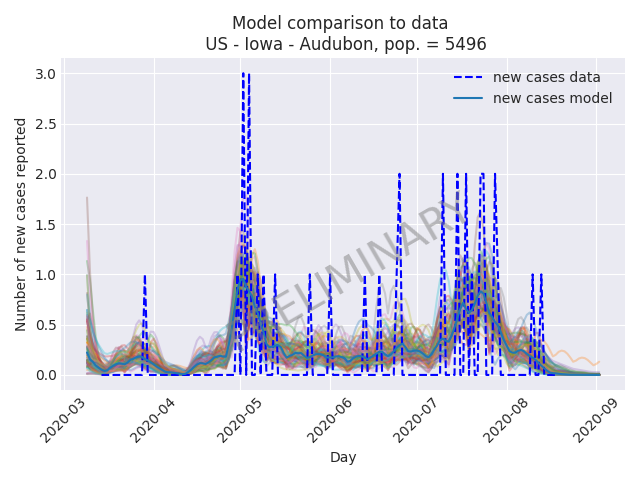 Model comparison to data
US - Iowa - Audubon, pop. = 5496
new cases data
new cases model
PRELIMINARY
Number of new cases reported
3.0
2.5
2.0
1.5
1.0
0.5
0.0
2020-03
2020-04
2020-05
2020-06
2020-07
2020-08
2020-09
Day